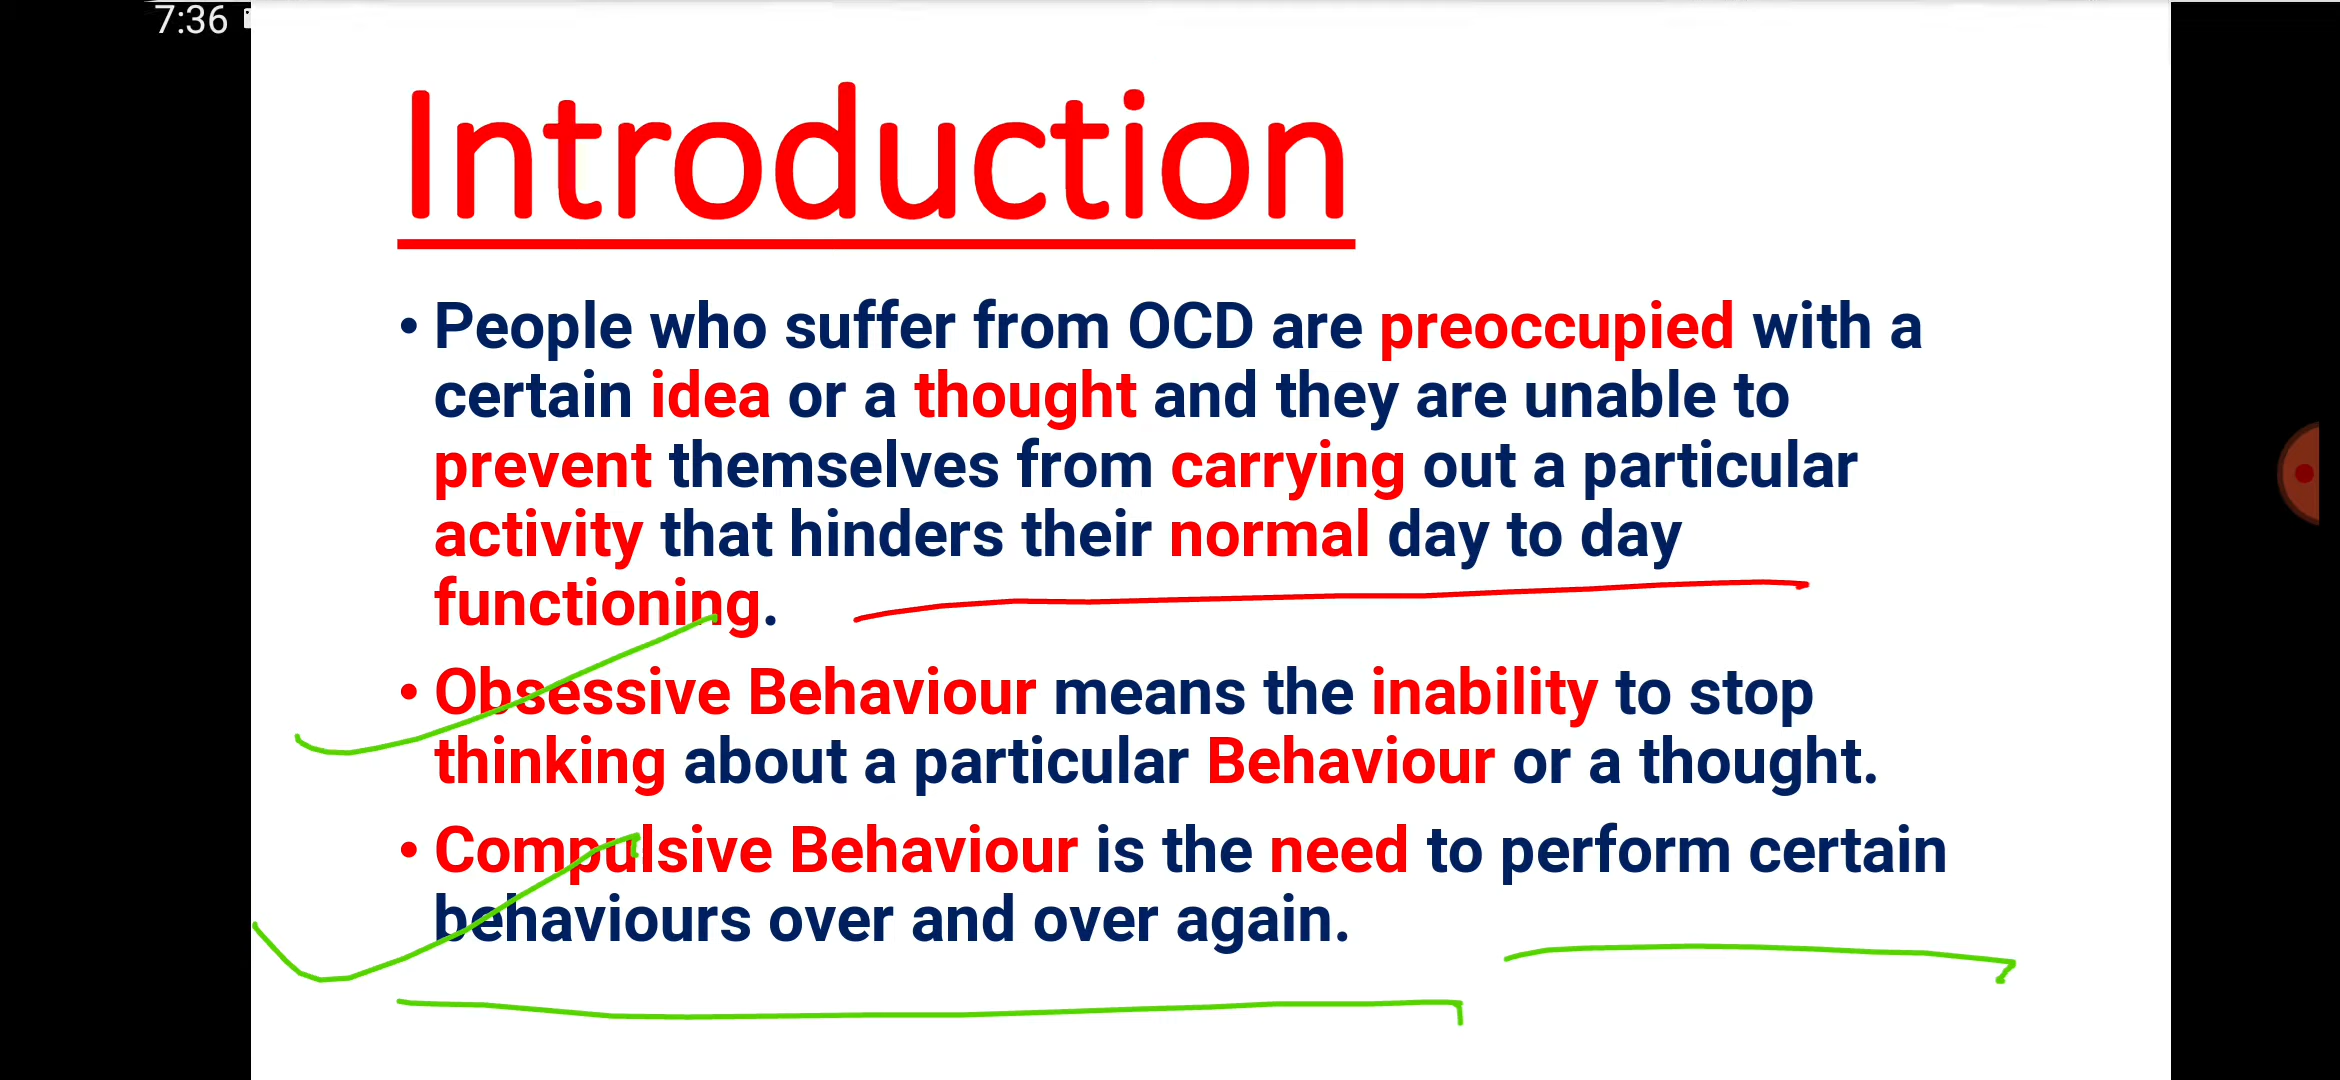 7:36
Introduction
• People who suffer from OCD are preoccupied with a
certain idea or a thought and they are unable to
prevent themselves from carrying out a particular
activity that hinders their normal day to day
functioning.
• Obsessive Behaviour means the inability to stop
thinking about a particular Behaviour or a thought.
• Compulsive Behaviour is the need to perform certain
behaviours over and over again.